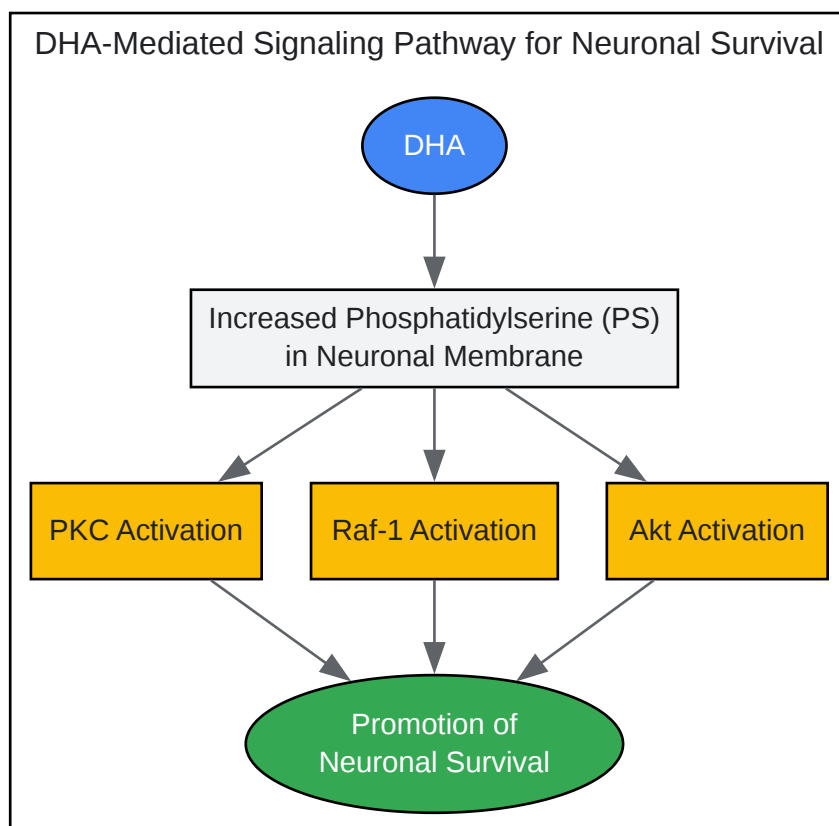 DHA-Mediated Signaling Pathway for Neuronal Survival
DHA
Increased Phosphatidylserine (PS)
in Neuronal Membrane
PKC Activation
Raf-1 Activation
Akt Activation
Promotion of
Neuronal Survival